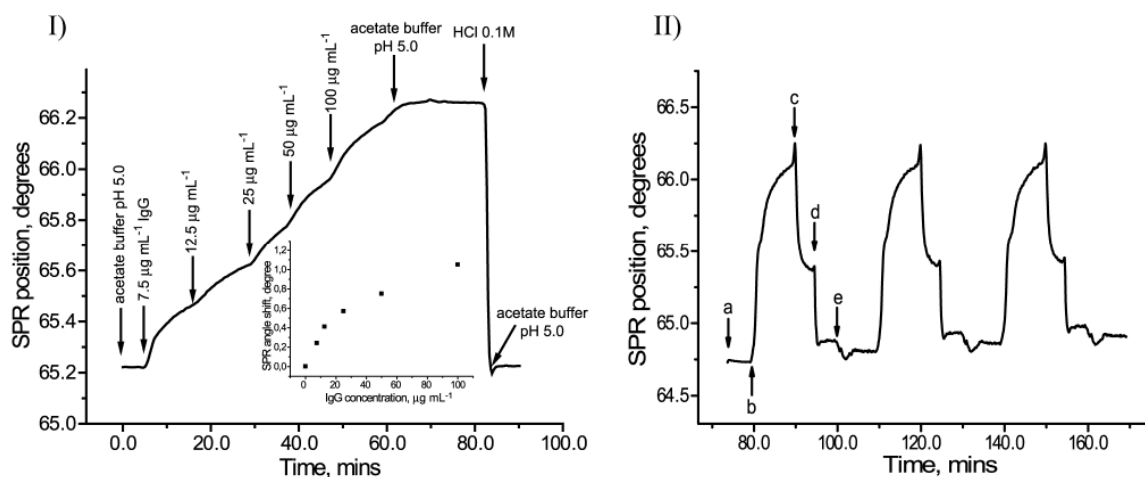 I)
acetate buffer
pH 5.0
HCl 0.1M
acetate buffer pH 5.0
7.5 μg mL⁻¹ IgG
12.5 μg mL⁻¹
25 μg mL⁻¹
50 μg mL⁻¹
100 μg mL⁻¹
66.2
66.0
65.8
65.6
65.4
65.2
65.0
SPR position, degrees
1,2
1,0
0,8
0,6
0,4
0,2
0,0
SPR angle shift, degree
0 20 40 60 80 100
IgG concentration, μg mL⁻¹
acetate buffer
pH 5.0
0.0 20.0 40.0 60.0 80.0 100.0
Time, mins
II)
66.5
66.0
65.5
65.0
64.5
SPR position, degrees
a
b
c
d
e
80.0 100.0 120.0 140.0 160.0
Time, mins